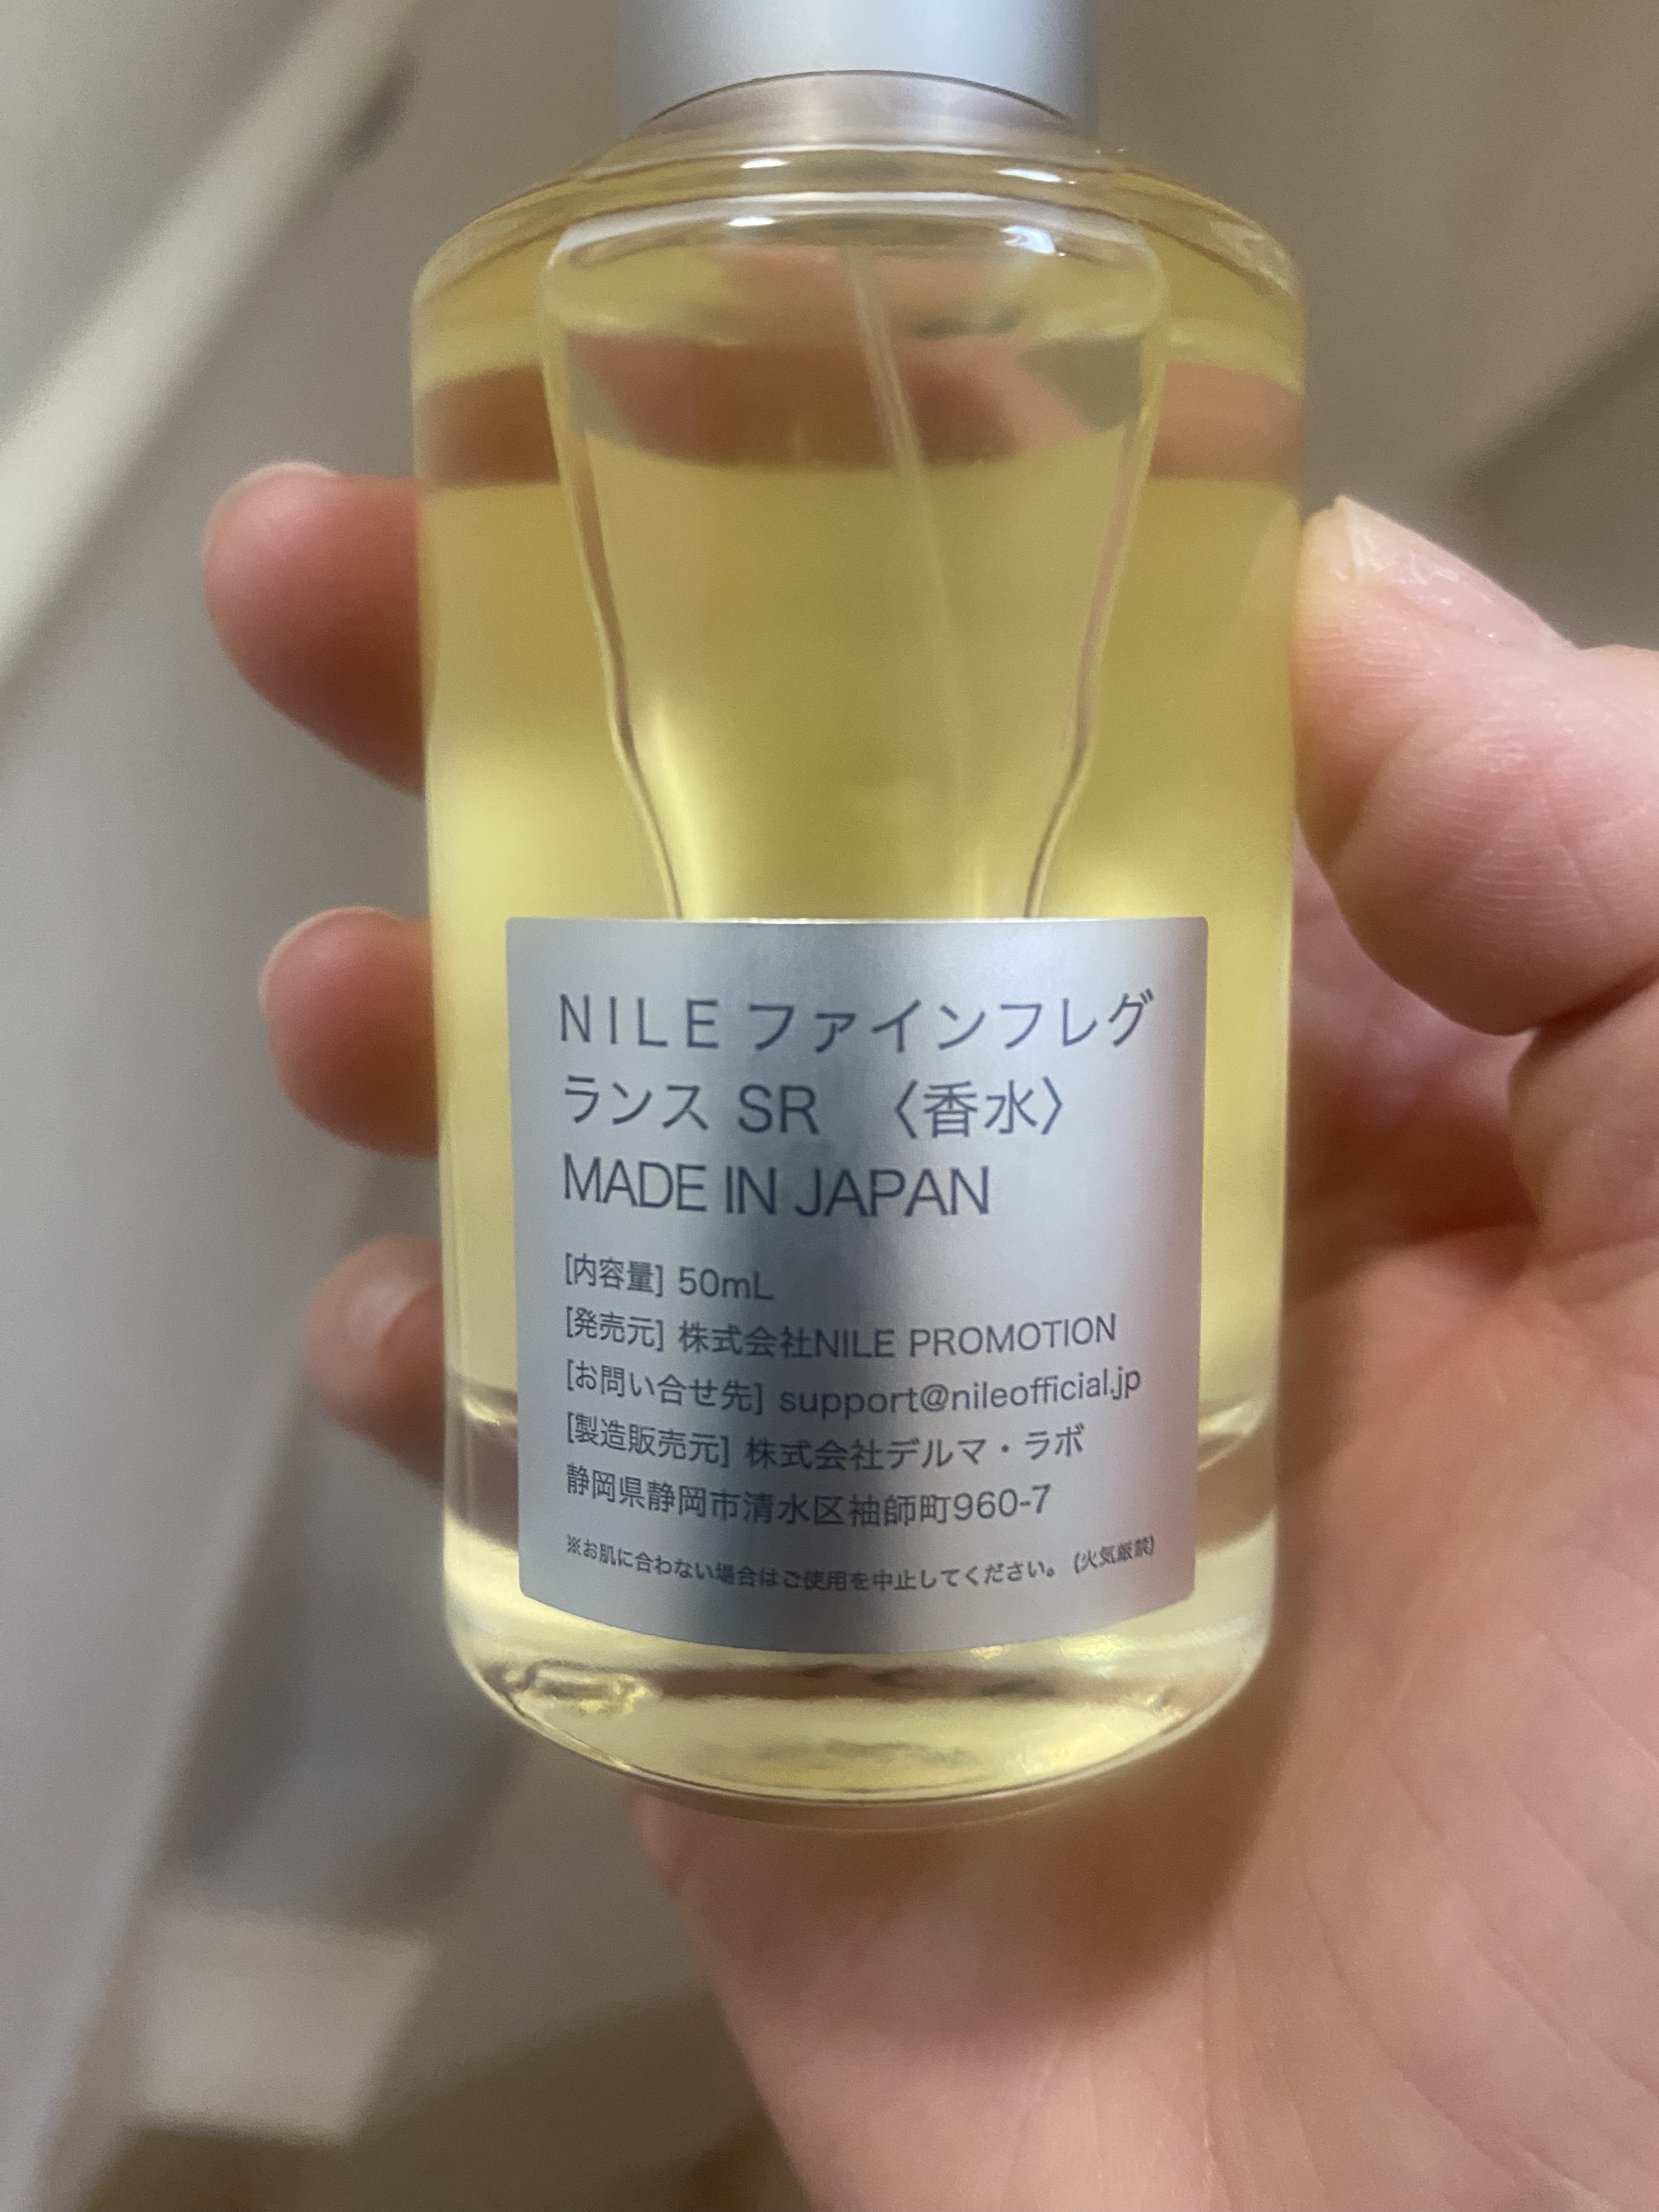 NILE ファインフレグ
ランス SR 〈香水〉
MADE IN JAPAN
[内容量] 50mL
[発売元] 株式会社NILE PROMOTION
[お問い合せ先] support@nileofficial.jp
[製造販売元] 株式会社デルマ・ラボ
静岡県静岡市清水区袖師町960-7
※お肌に合わない場合はご使用を中止してください。(火気厳禁)